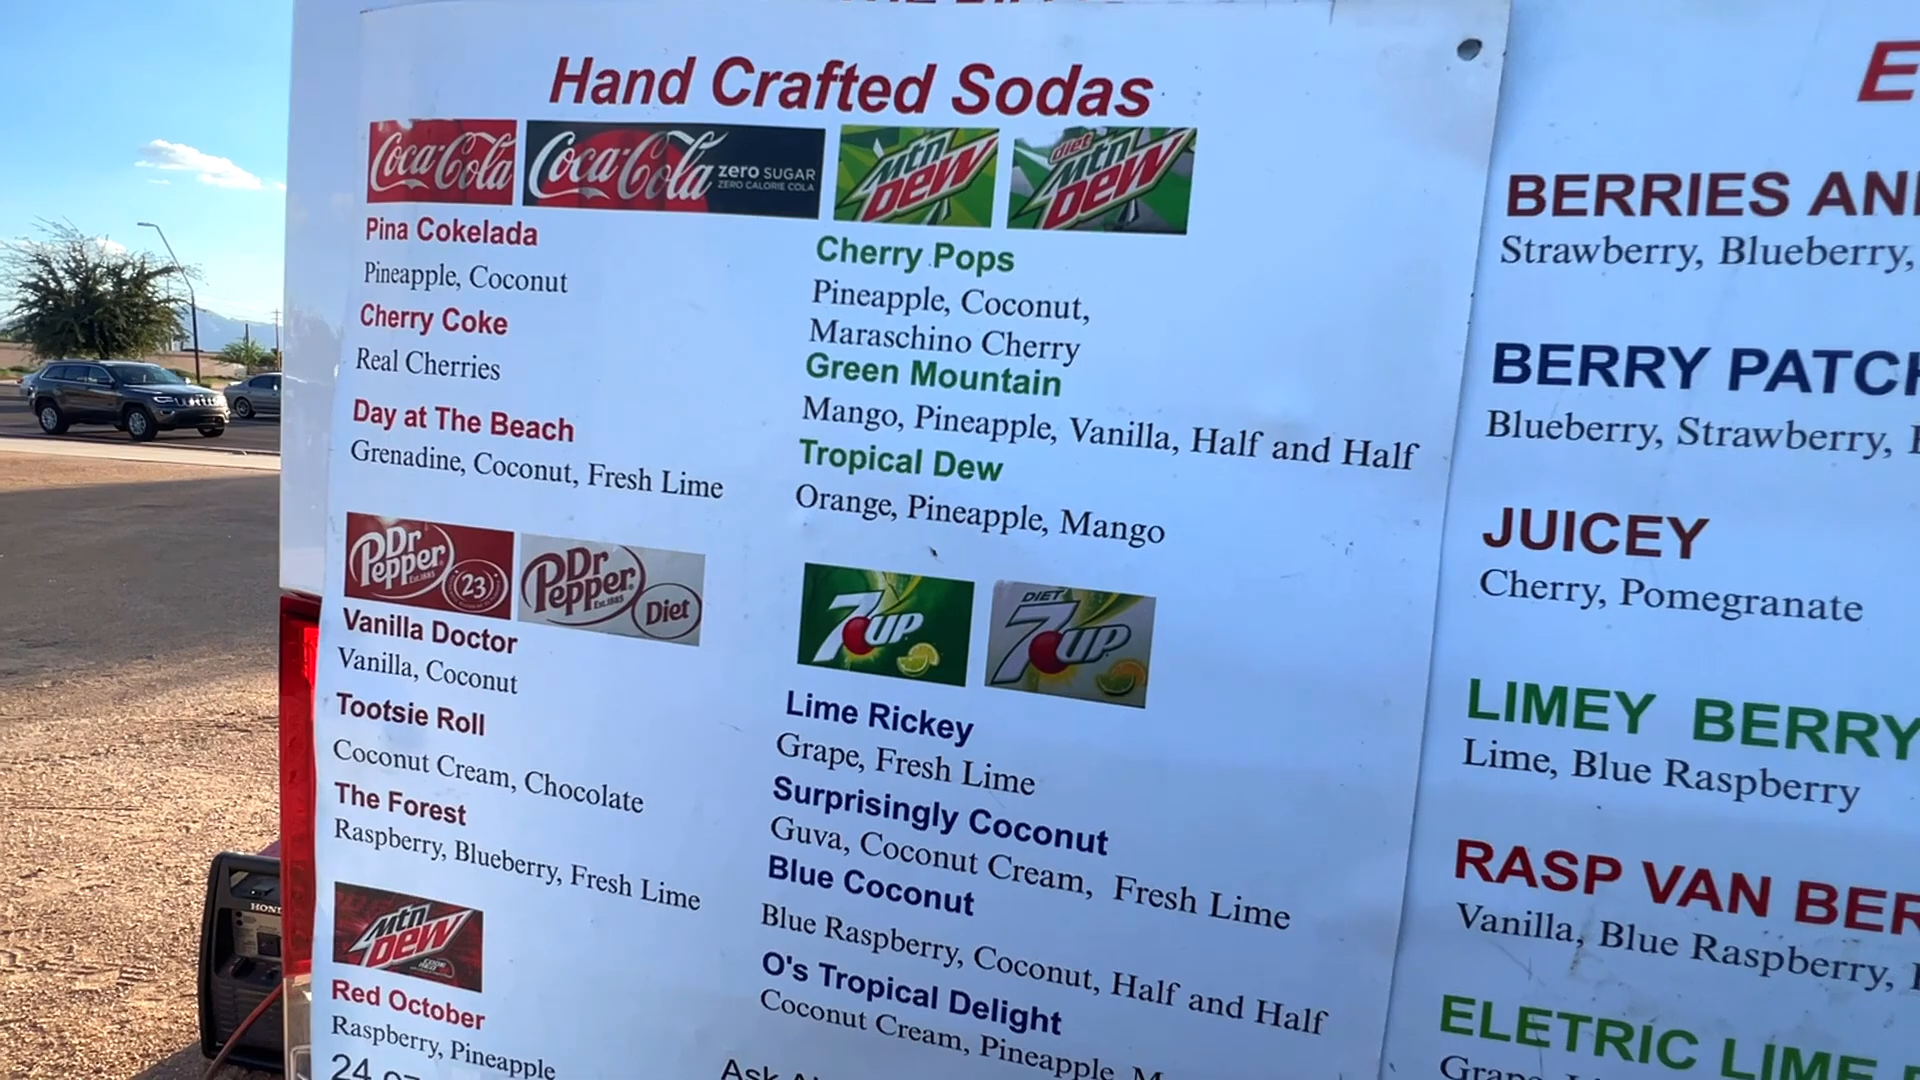 Hand Crafted Sodas
Coca-Cola
Coca-Cola zero SUGAR
ZERO CALORIE COLA
Mtn DEW
diet Mtn DEW
Pina Cokelada
Pineapple, Coconut
Cherry Coke
Real Cherries
Day at The Beach
Grenadine, Coconut, Fresh Lime
Cherry Pops
Pineapple, Coconut,
Maraschino Cherry
Green Mountain
Mango, Pineapple, Vanilla, Half and Half
Tropical Dew
Orange, Pineapple, Mango
Dr Pepper Est. 1885 23
Dr Pepper Est. 1885 Diet
Vanilla Doctor
Vanilla, Coconut
Tootsie Roll
Coconut Cream, Chocolate
The Forest
Raspberry, Blueberry, Fresh Lime
Mtn DEW CODE RED
Red October
Raspberry, Pineapple
24 oz
7UP
DIET 7UP
Lime Rickey
Grape, Fresh Lime
Surprisingly Coconut
Guva, Coconut Cream, Fresh Lime
Blue Coconut
Blue Raspberry, Coconut, Half and Half
O's Tropical Delight
Coconut Cream, Pineapple,
Ask
BERRIES
Strawberry, Blueberry,
BERRY
Blueberry, Strawberry,
JUICEY
Cherry, Pomegranate
LIMEY BERRY
Lime, Blue Raspberry
RASP VAN
Vanilla, Blue Raspberry,
ELETRIC LIME